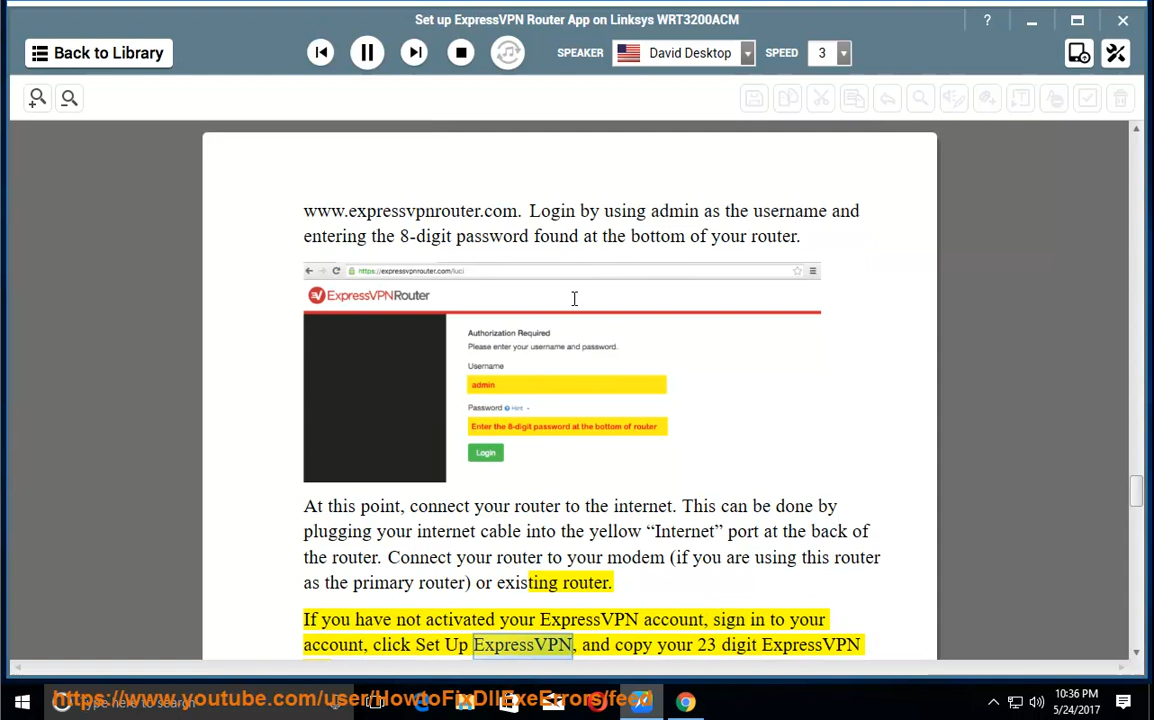 Set up ExpressVPN Router App on Linksys WRT3200ACM
?
Back to Library
SPEAKER
David Desktop
SPEED
3
www.expressvpnrouter.com. Login by using admin as the username and
entering the 8-digit password found at the bottom of your router.
https://expressvpnrouter.com/luci
ExpressVPNRouter
Authorization Required
Please enter your username and password.
Username
admin
Password ? Hint
Enter the 8-digit password at the bottom of router
Login
At this point, connect your router to the internet. This can be done by
plugging your internet cable into the yellow “Internet” port at the back of
the router. Connect your router to your modem (if you are using this router
as the primary router) or existing router.
If you have not activated your ExpressVPN account, sign in to your
account, click Set Up ExpressVPN, and copy your 23 digit ExpressVPN
https://www.youtube.com/user/HowtoFixDllExeErrors/feed
Type here to search
10:36 PM
5/24/2017